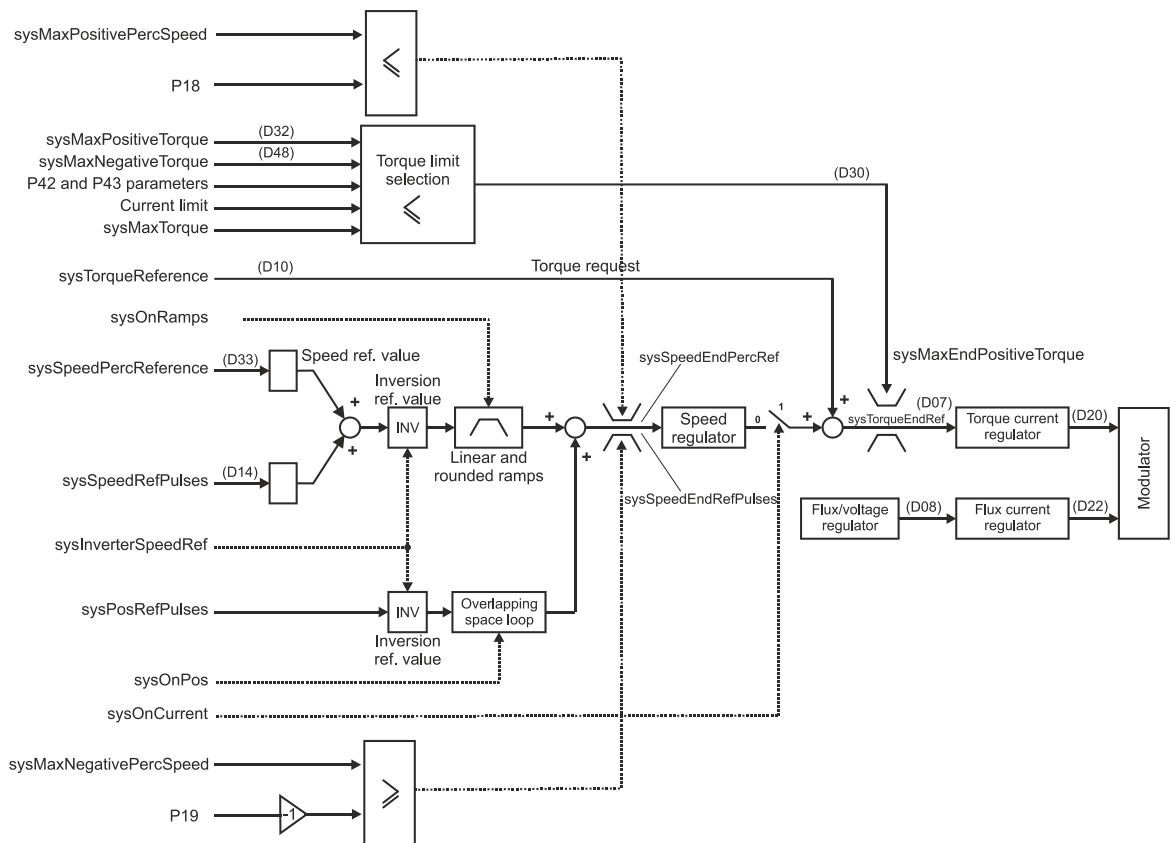 sysMaxPositivePercSpeed
P18
sysMaxPositiveTorque
(D32)
sysMaxNegativeTorque
(D48)
P42 and P43 parameters
Current limit
sysMaxTorque
Torque limit
selection
(D30)
sysTorqueReference
(D10)
Torque request
sysOnRamps
sysMaxEndPositiveTorque
sysSpeedPercReference
(D33)
Speed ref. value
sysSpeedEndPercRef
Inversion
ref. value
+
+
INV
Linear and
rounded ramps
+
+
Speed
regulator
0
1
+
+
(D07)
sysTorqueEndRef
Torque current
regulator
(D20)
Modulator
sysSpeedRefPulses
(D14)
sysSpeedEndRefPulses
Flux/voltage
regulator
(D08)
Flux current
regulator
(D22)
sysInverterSpeedRef
sysPosRefPulses
INV
Inversion
ref. value
Overlapping
space loop
sysOnPos
sysOnCurrent
sysMaxNegativePercSpeed
P19
-1